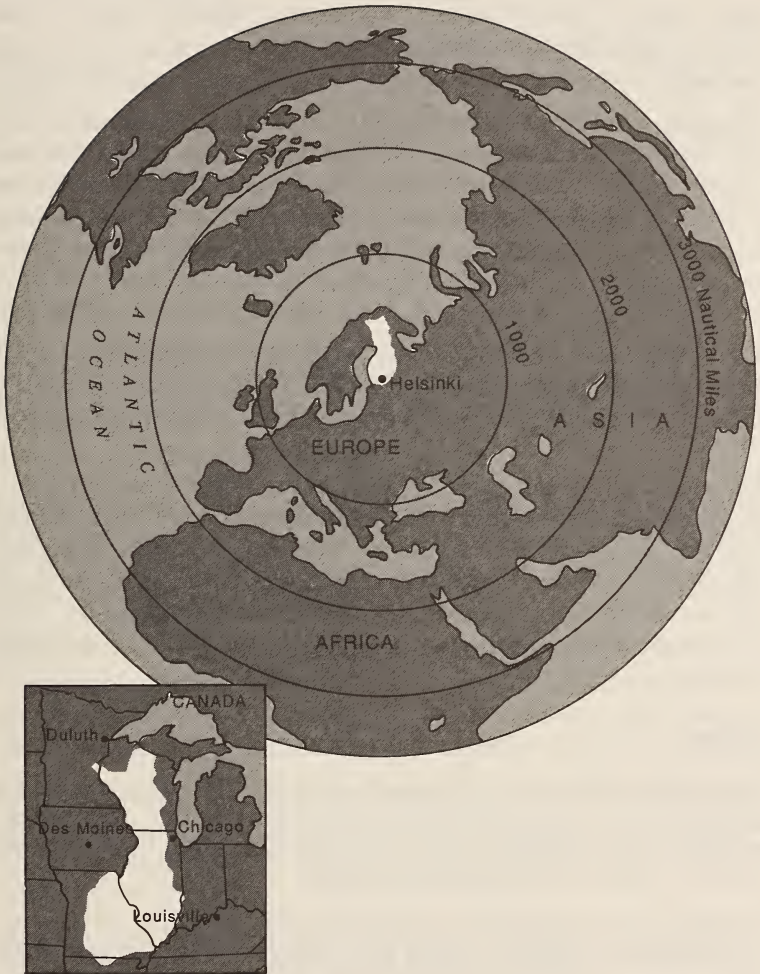 3000 Nautical Miles
2000
1000
ATLANTIC
OCEAN
Helsinki
ASIA
EUROPE
AFRICA
CANADA
Duluth
Des Moines
Chicago
Louisville